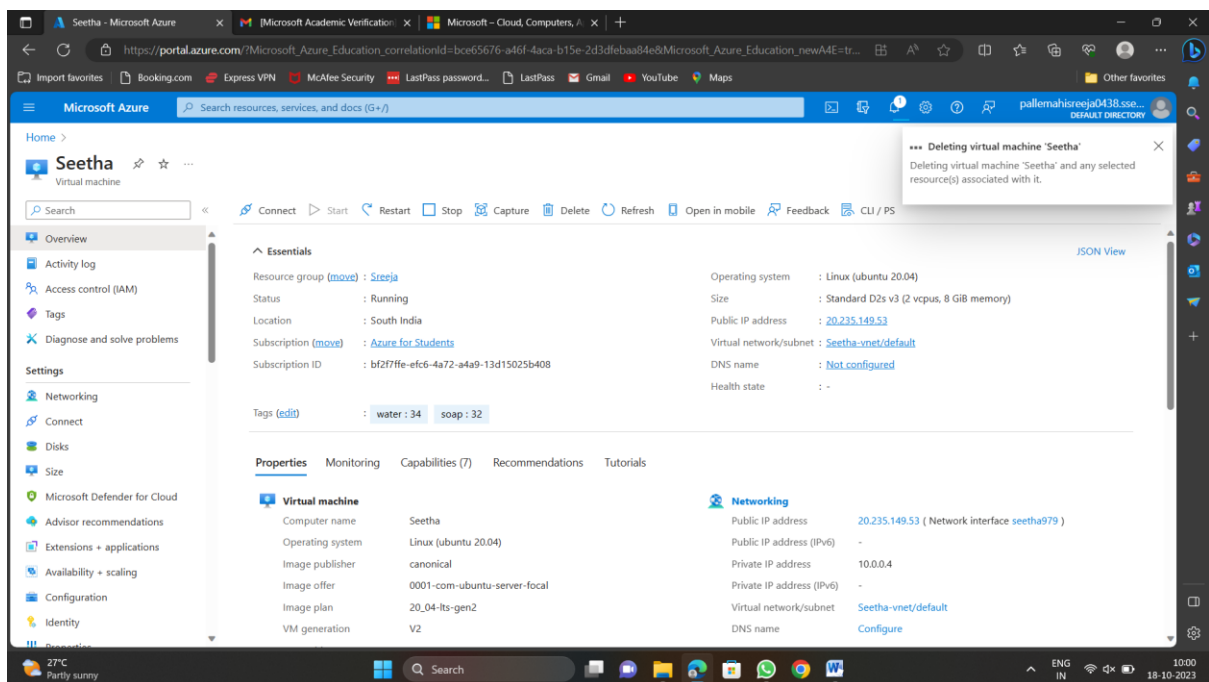 Seetha - Microsoft Azure
[Microsoft Academic Verification]
Microsoft – Cloud, Computers, A
https://portal.azure.com/?Microsoft_Azure_Education_correlationId=bce65676-a46f-4aca-b15e-2d3dfebaa84e&Microsoft_Azure_Education_newA4E=tr...
Import favorites
Booking.com
Express VPN
McAfee Security
LastPass password...
LastPass
Gmail
YouTube
Maps
Other favorites
Microsoft Azure
Search resources, services, and docs (G+/)
1
pallemahisreeja0438.sse...
DEFAULT DIRECTORY
Home >
Seetha
Virtual machine
••• Deleting virtual machine 'Seetha'
Deleting virtual machine 'Seetha' and any selected
resource(s) associated with it.
Search
«
Connect
Start
Restart
Stop
Capture
Delete
Refresh
Open in mobile
Feedback
CLI / PS
Overview
Activity log
Access control (IAM)
Tags
Diagnose and solve problems
Settings
Networking
Connect
Disks
Size
Microsoft Defender for Cloud
Advisor recommendations
Extensions + applications
Availability + scaling
Configuration
Identity
Properties
Essentials
JSON View
Resource group (move) : Sreeja
Status : Running
Location : South India
Subscription (move) : Azure for Students
Subscription ID : bf2f7ffe-efc6-4a72-a4a9-13d15025b408
Operating system : Linux (ubuntu 20.04)
Size : Standard D2s v3 (2 vcpus, 8 GiB memory)
Public IP address : 20.235.149.53
Virtual network/subnet : Seetha-vnet/default
DNS name : Not configured
Health state : -
Tags (edit) : water : 34 soap : 32
Properties
Monitoring
Capabilities (7)
Recommendations
Tutorials
Virtual machine
Computer name Seetha
Operating system Linux (ubuntu 20.04)
Image publisher canonical
Image offer 0001-com-ubuntu-server-focal
Image plan 20_04-lts-gen2
VM generation V2
Networking
Public IP address 20.235.149.53 ( Network interface seetha979 )
Public IP address (IPv6) -
Private IP address 10.0.0.4
Private IP address (IPv6) -
Virtual network/subnet Seetha-vnet/default
DNS name Configure
27°C
Partly sunny
Search
ENG
IN
10:00
18-10-2023